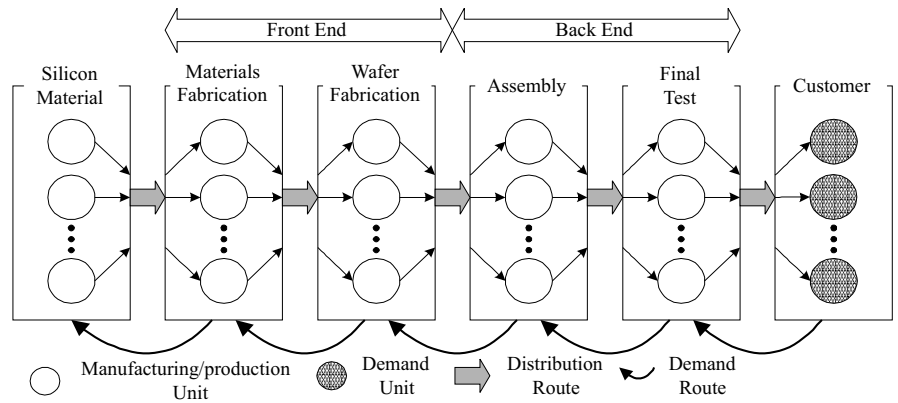 Front End
Back End
Silicon
Material
Materials
Fabrication
Wafer
Fabrication
Assembly
Final
Test
Customer
Manufacturing/production
Unit
Demand
Unit
Distribution
Route
Demand
Route